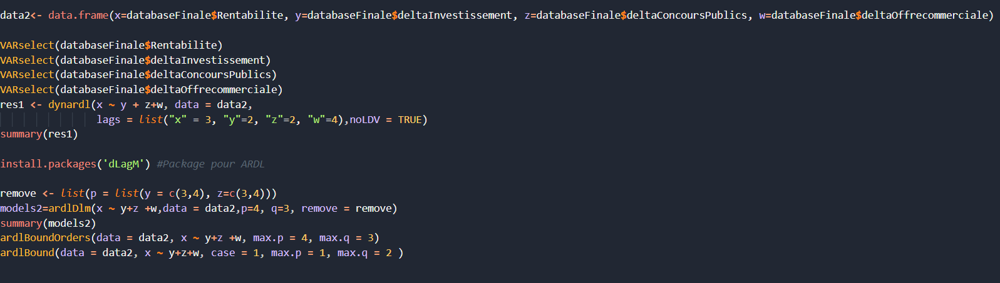 data2<- data.frame(x=databaseFinale$Rentabilite, y=databaseFinale$deltaInvestissement, z=databaseFinale$deltaConcoursPublics, w=databaseFinale$deltaOffrecommerciale)
VARselect(databaseFinale$Rentabilite)
VARselect(databaseFinale$deltaInvestissement)
VARselect(databaseFinale$deltaConcoursPublics)
VARselect(databaseFinale$deltaOffrecommerciale)
res1 <- dynardl(x ~ y + z+w, data = data2,
lags = list("x" = 3, "y"=2, "z"=2, "w"=4),noLDV = TRUE)
summary(res1)
install.packages('dLagM') #Package pour ARDL
remove <- list(p = list(y = c(3,4), z=c(3,4)))
models2=ardlDlm(x ~ y+z +w,data = data2,p=4, q=3, remove = remove)
summary(models2)
ardlBoundOrders(data = data2, x ~ y+z +w, max.p = 4, max.q = 3)
ardlBound(data = data2, x ~ y+z+w, case = 1, max.p = 1, max.q = 2 )